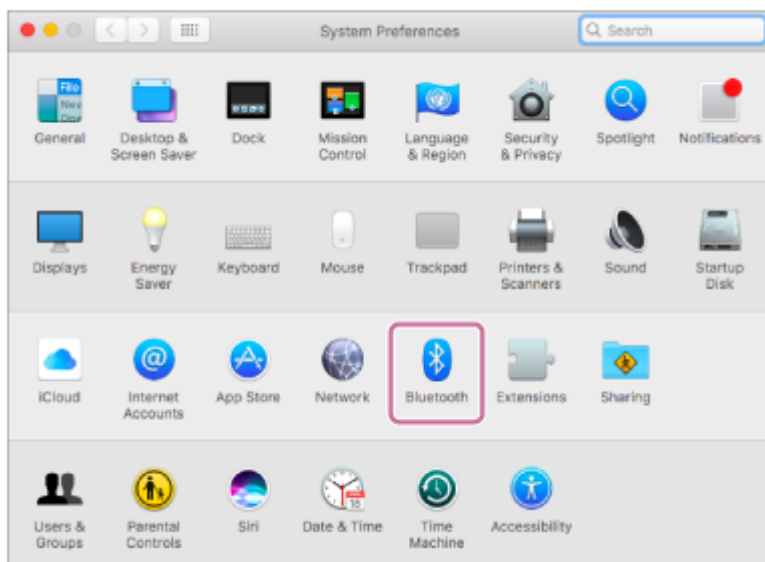 System Preferences
Search
General
Desktop &
Screen Saver
Dock
Mission
Control
Language
& Region
Security
& Privacy
Spotlight
Notifications
Displays
Energy
Saver
Keyboard
Mouse
Trackpad
Printers &
Scanners
Sound
Startup
Disk
iCloud
Internet
Accounts
App Store
Network
Bluetooth
Extensions
Sharing
Users &
Groups
Parental
Controls
Siri
Date & Time
Time
Machine
Accessibility